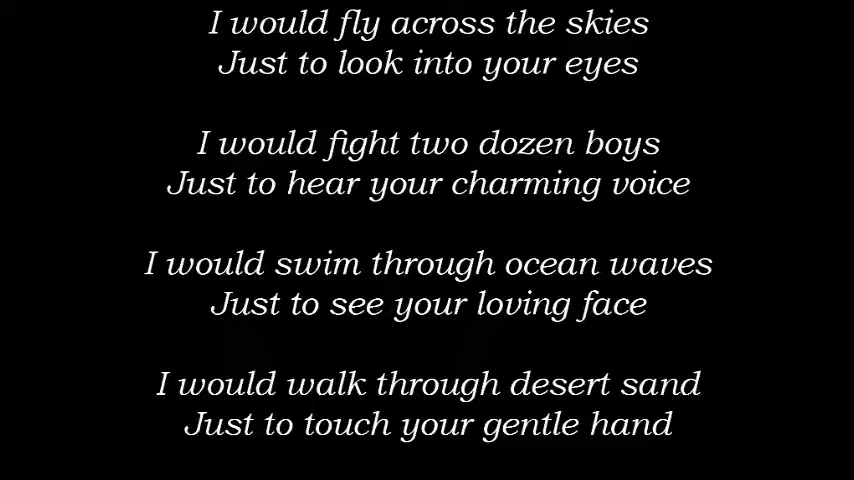 I would fly across the skies
Just to look into your eyes
I would fight two dozen boys
Just to hear your charming voice
I would swim through ocean waves
Just to see your loving face
I would walk through desert sand
Just to touch your gentle hand